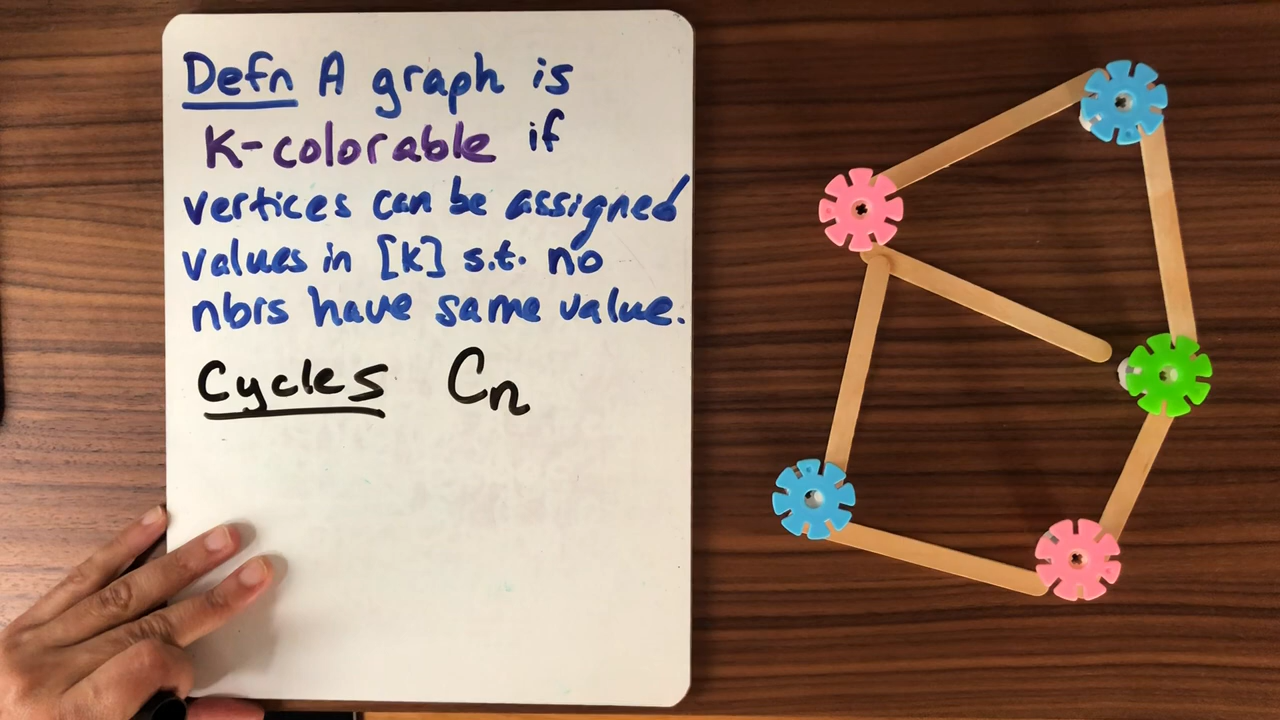 Defn A graph is
K-colorable if
vertices can be assigned
values in [k] s.t. no
nbrs have same value.
Cycles Cn